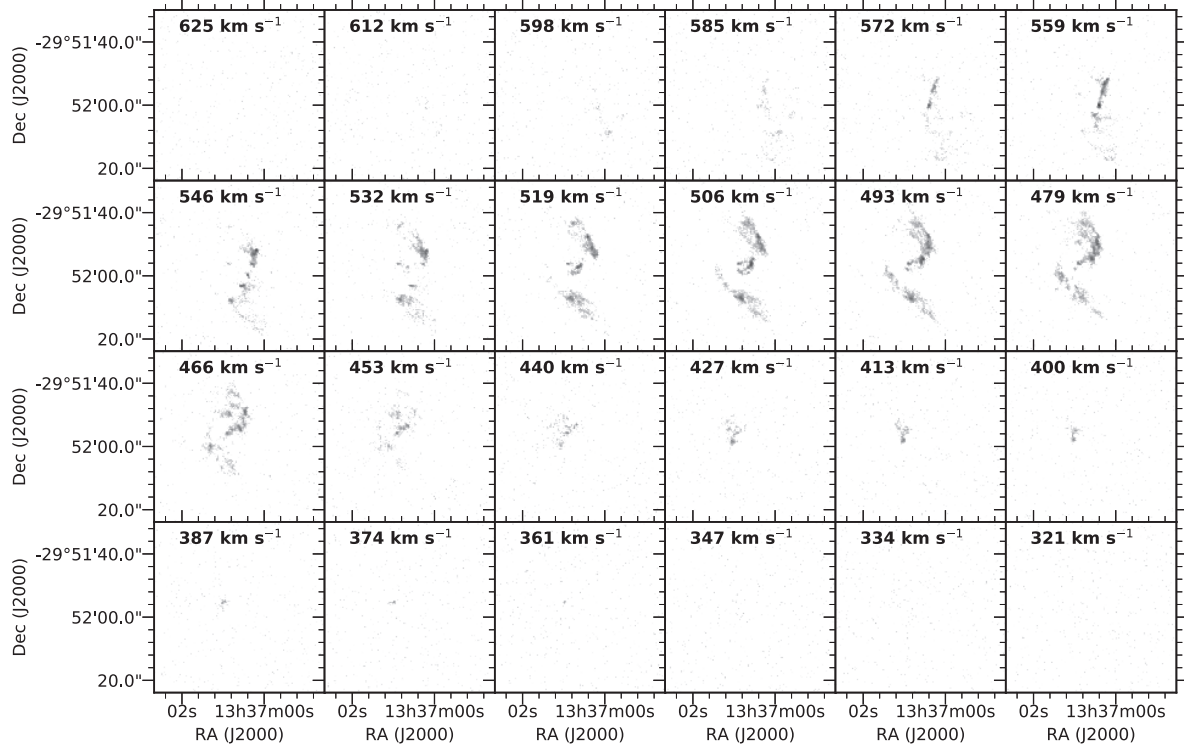 625 km s⁻¹ 612 km s⁻¹ 598 km s⁻¹ 585 km s⁻¹ 572 km s⁻¹ 559 km s⁻¹
-29°51'40.0"
52'00.0"
20.0"
Dec (J2000)
546 km s⁻¹ 532 km s⁻¹ 519 km s⁻¹ 506 km s⁻¹ 493 km s⁻¹ 479 km s⁻¹
-29°51'40.0"
52'00.0"
20.0"
Dec (J2000)
466 km s⁻¹ 453 km s⁻¹ 440 km s⁻¹ 427 km s⁻¹ 413 km s⁻¹ 400 km s⁻¹
-29°51'40.0"
52'00.0"
20.0"
Dec (J2000)
387 km s⁻¹ 374 km s⁻¹ 361 km s⁻¹ 347 km s⁻¹ 334 km s⁻¹ 321 km s⁻¹
-29°51'40.0"
52'00.0"
20.0"
Dec (J2000)
02s 13h37m00s 02s 13h37m00s 02s 13h37m00s 02s 13h37m00s 02s 13h37m00s 02s 13h37m00s
RA (J2000) RA (J2000) RA (J2000) RA (J2000) RA (J2000) RA (J2000)